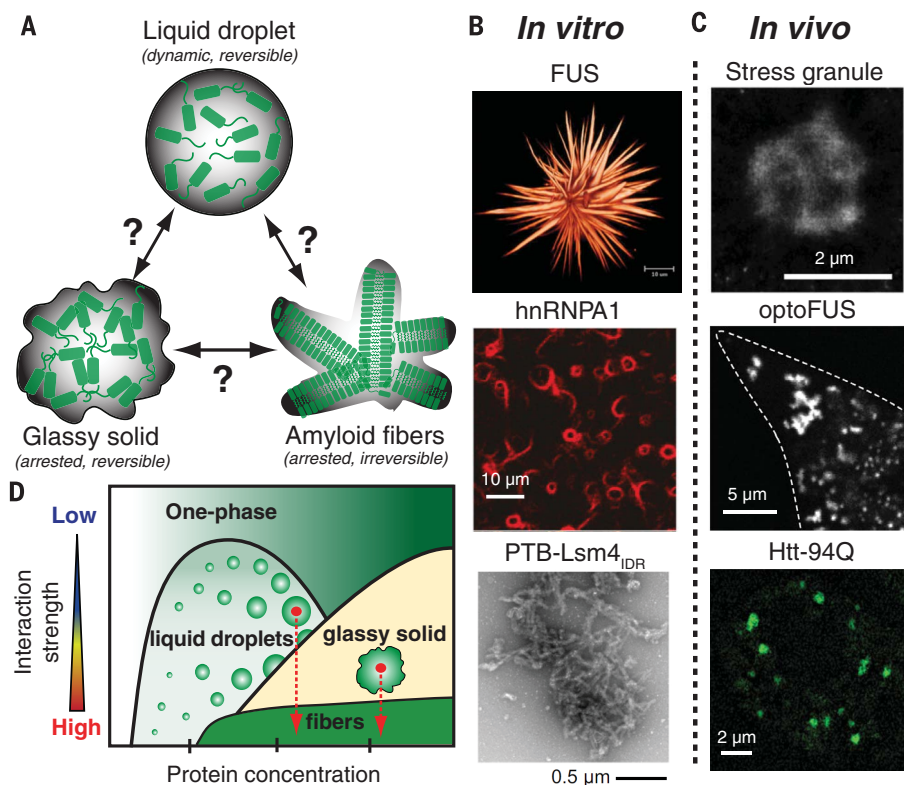 A
Liquid droplet
(dynamic, reversible)
?
?
?
Glassy solid
(arrested, reversible)
Amyloid fibers
(arrested, irreversible)
B
In vitro
FUS
10 um
hnRNPA1
10 µm
PTB-Lsm4IDR
0.5 µm
C
In vivo
Stress granule
2 µm
optoFUS
5 µm
Htt-94Q
2 µm
D
Low
Interaction
strength
High
One-phase
liquid droplets
glassy solid
fibers
Protein concentration